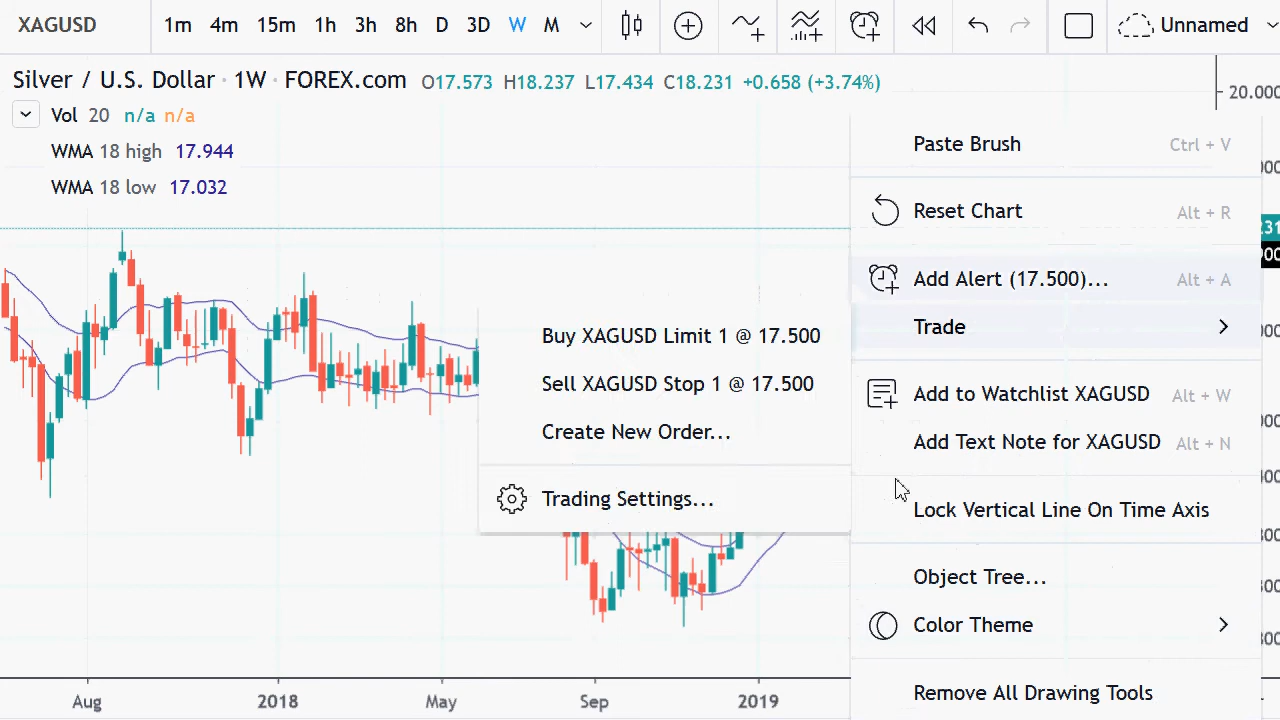 XAGUSD 1m 4m 15m 1h 3h 8h D 3D W M Unnamed
Silver / U.S. Dollar · 1W · FOREX.com O17.573 H18.237 L17.434 C18.231 +0.658 (+3.74%)
20.000
Vol 20 n/a n/a
WMA 18 high 17.944
WMA 18 low 17.032
Paste Brush Ctrl + V
Reset Chart Alt + R
Add Alert (17.500)... Alt + A
Trade
Buy XAGUSD Limit 1 @ 17.500
Sell XAGUSD Stop 1 @ 17.500
Create New Order...
Trading Settings...
Add to Watchlist XAGUSD Alt + W
Add Text Note for XAGUSD Alt + N
Lock Vertical Line On Time Axis
Object Tree...
Color Theme
Remove All Drawing Tools
Aug 2018 May Sep 2019